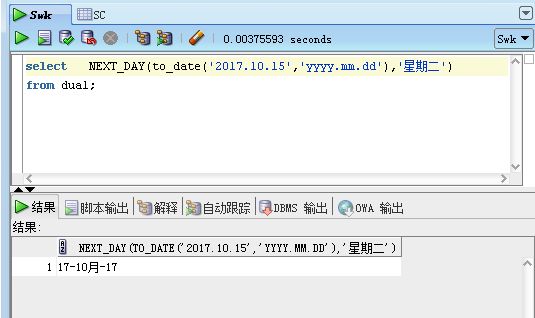 Swk SC
0.00375593 seconds Swk
select NEXT_DAY(to_date('2017.10.15','yyyy.mm.dd'),'星期二')
from dual;
结果 脚本输出 解释 自动跟踪 DBMS 输出 OWA 输出
结果:
NEXT_DAY(TO_DATE('2017.10.15','YYYY.MM.DD'),'星期二')
1 17-10月-17